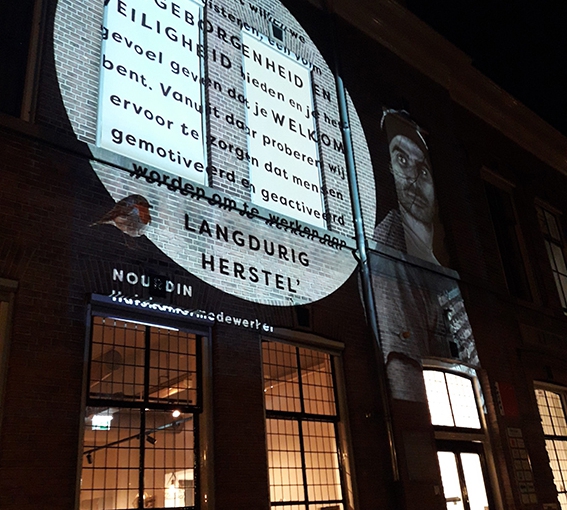 GEBORGENHEID EN
VEILIGHEID bieden en je het
gevoel geven dat je WELKOM
bent. Vanuit daar proberen wij
ervoor te zorgen dat mensen
gemotiveerd en geactiveerd
worden om te werken aan
LANGDURIG
HERSTEL’
NOURDIN